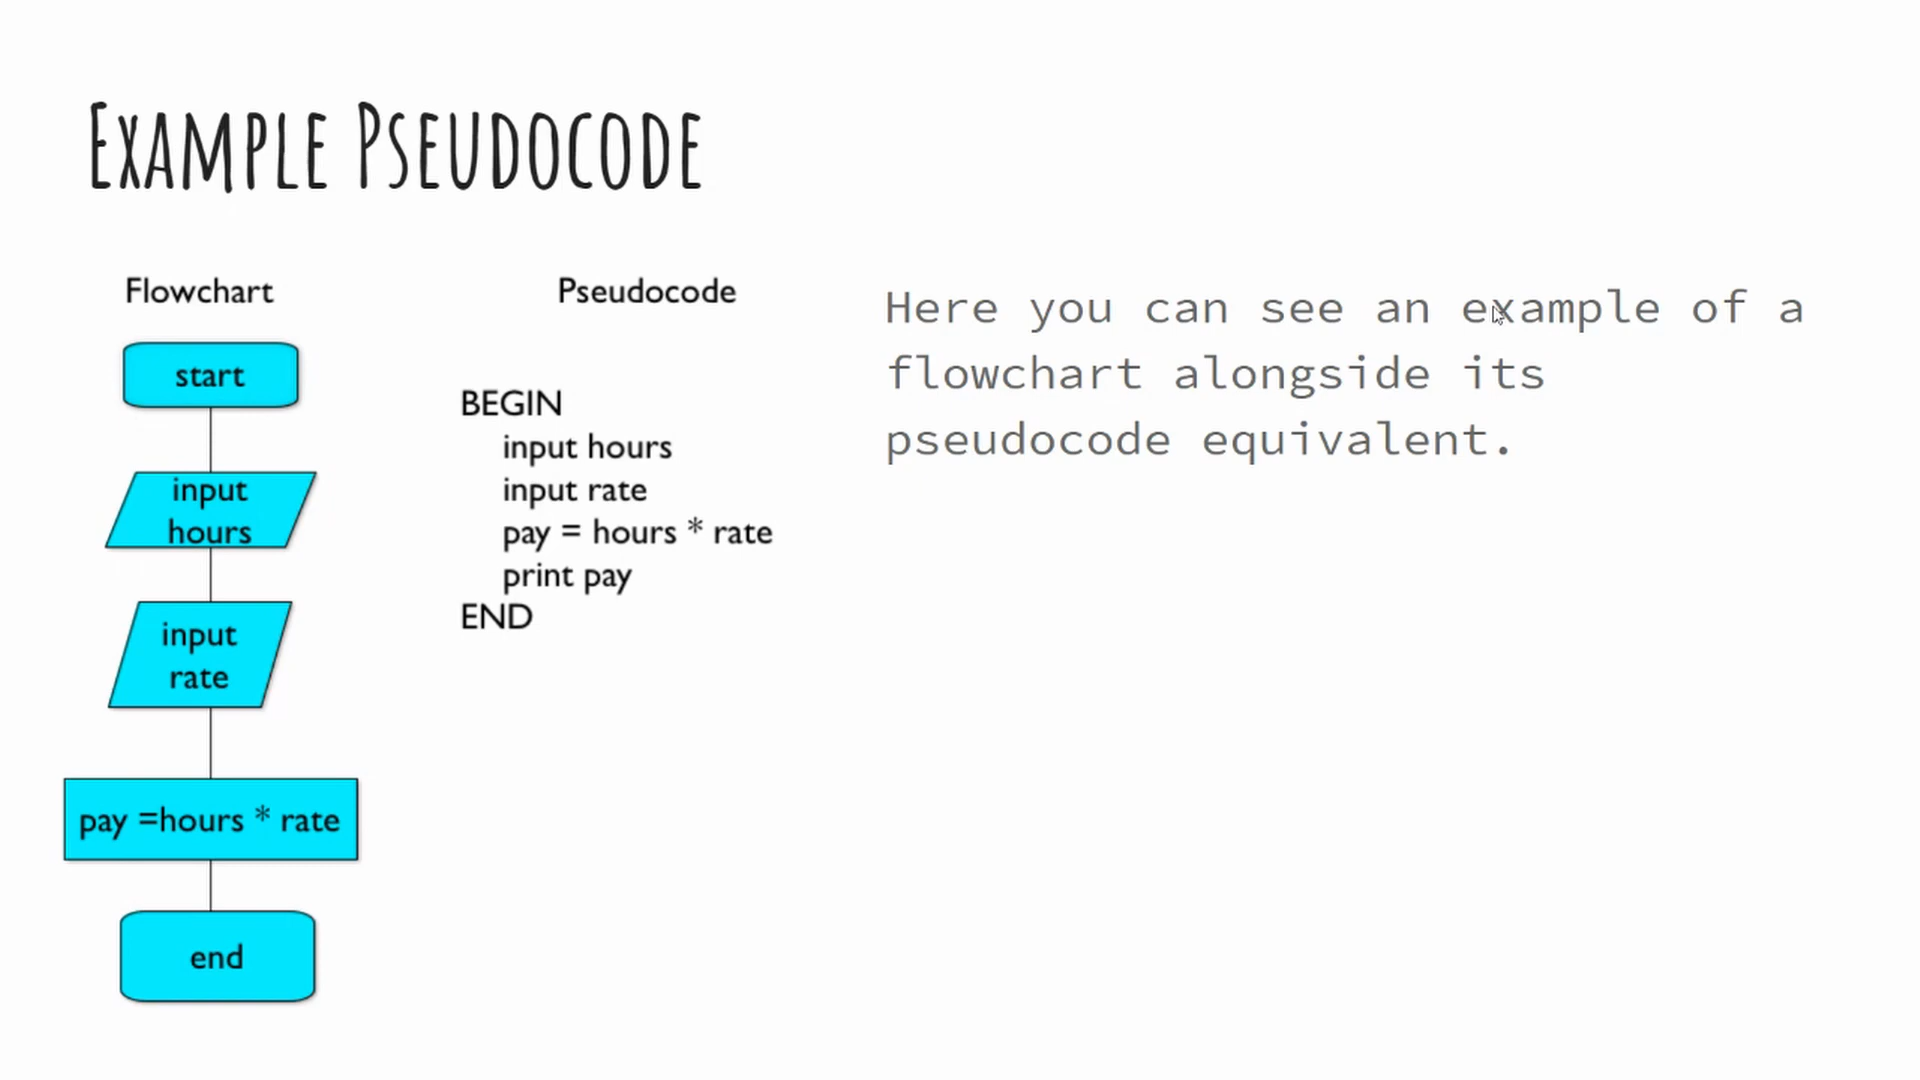 EXAMPLE PSEUDOCODE
Flowchart
start
input
hours
input
rate
pay =hours * rate
end
Pseudocode
BEGIN
input hours
input rate
pay = hours * rate
print pay
END
Here you can see an example of a
flowchart alongside its
pseudocode equivalent.